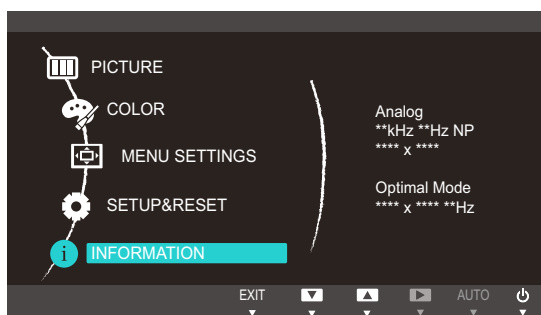 PICTURE
COLOR
MENU SETTINGS
SETUP&RESET
i INFORMATION
Analog
**kHz **Hz NP
**** x ****
Optimal Mode
**** x **** **Hz
EXIT AUTO